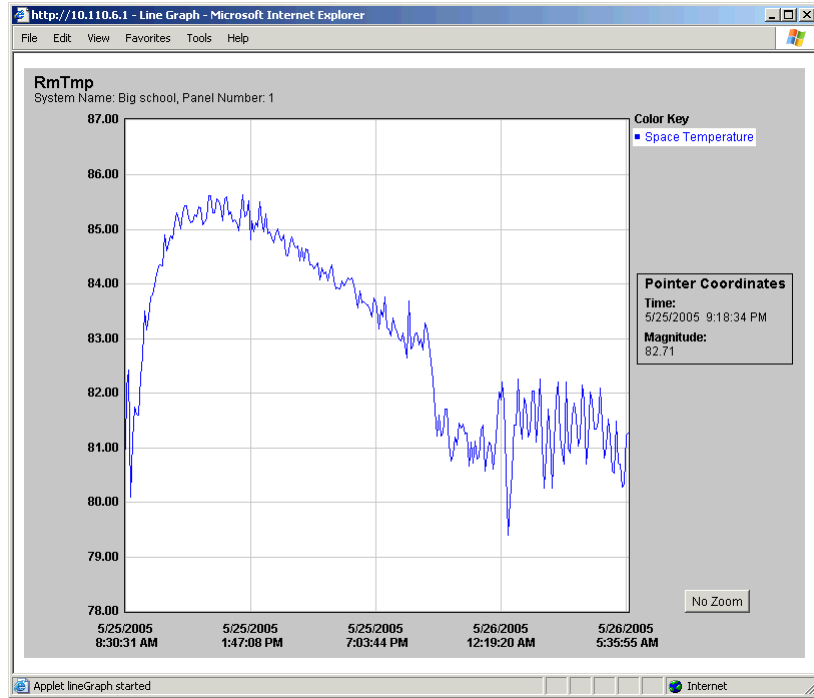 http://10.110.6.1 - Line Graph - Microsoft Internet Explorer
File Edit View Favorites Tools Help
RmTmp
System Name: Big school, Panel Number: 1
87.00
86.00
85.00
84.00
83.00
82.00
81.00
80.00
79.00
78.00
5/25/2005 5/25/2005 5/25/2005 5/26/2005 5/26/2005
8:30:31 AM 1:47:08 PM 7:03:44 PM 12:19:20 AM 5:35:55 AM
Color Key
Space Temperature
Pointer Coordinates
Time:
5/25/2005 9:18:34 PM
Magnitude:
82.71
No Zoom
Applet lineGraph started
Internet